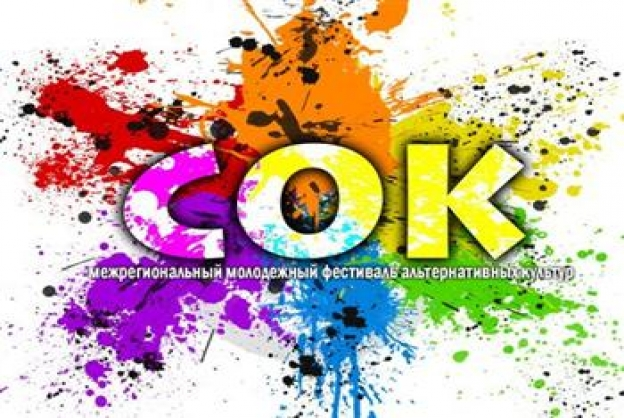 СОК
межрегиональный молодежный фестиваль альтернативных культур